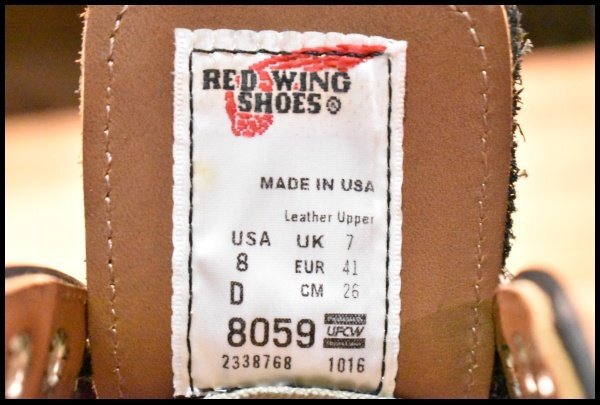 RED WING
SHOES®
MADE IN USA
Leather Upper
USA UK 7
8 EUR 41
D CM 26
8059 UFCW
2338768 1016